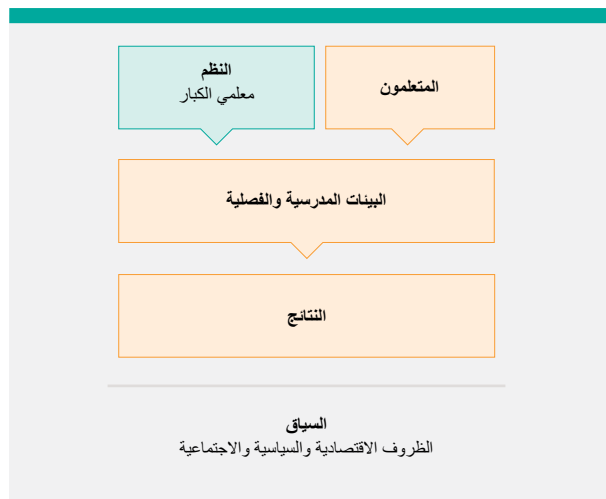 المتعلمون
النظم
معلمي الكبار
البيئات المدرسية والفصلية
النتائج
السياق
الظروف الاقتصادية والسياسية والاجتماعية